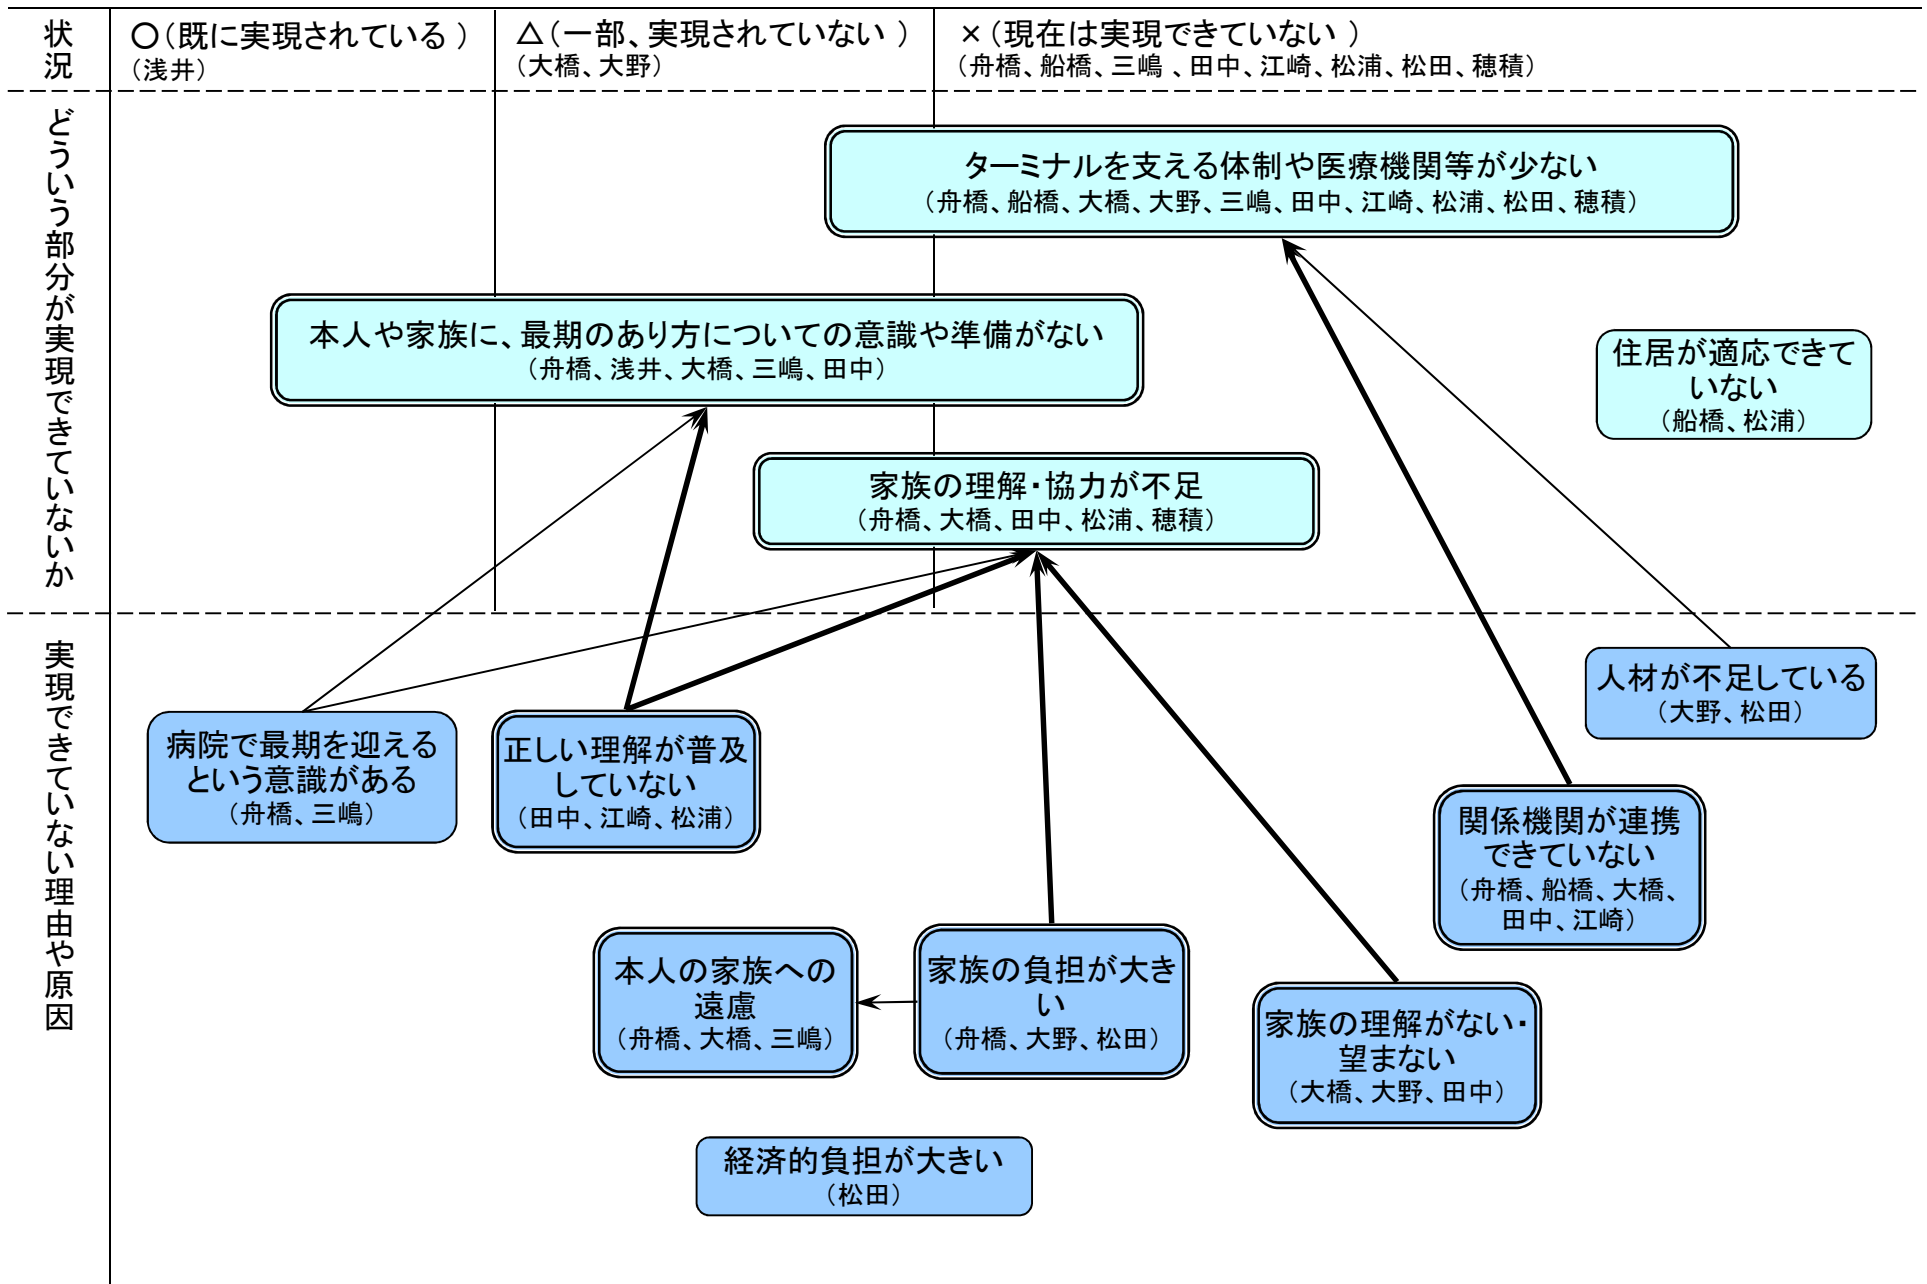 状況
○(既に実現されている )
(浅井)
△(一部、実現されていない )
(大橋、大野)
×(現在は実現できていない )
(舟橋、船橋、三嶋 、田中、江崎、松浦、松田、穂積)
どういう部分が実現できていないか
ターミナルを支える体制や医療機関等が少ない
(舟橋、船橋、大橋、大野、三嶋、田中、江崎、松浦、松田、穂積)
本人や家族に、最期のあり方についての意識や準備がない
(舟橋、浅井、大橋、三嶋、田中)
住居が適応できて
いない
(船橋、松浦)
家族の理解・協力が不足
(舟橋、大橋、田中、松浦、穂積)
実現できていない理由や原因
人材が不足している
(大野、松田)
病院で最期を迎える
という意識がある
(舟橋、三嶋)
正しい理解が普及
していない
(田中、江崎、松浦)
関係機関が連携
できていない
(舟橋、船橋、大橋、
田中、江崎)
本人の家族への
遠慮
(舟橋、大橋、三嶋)
家族の負担が大き
い
(舟橋、大野、松田)
家族の理解がない・
望まない
(大橋、大野、田中)
経済的負担が大きい
(松田)